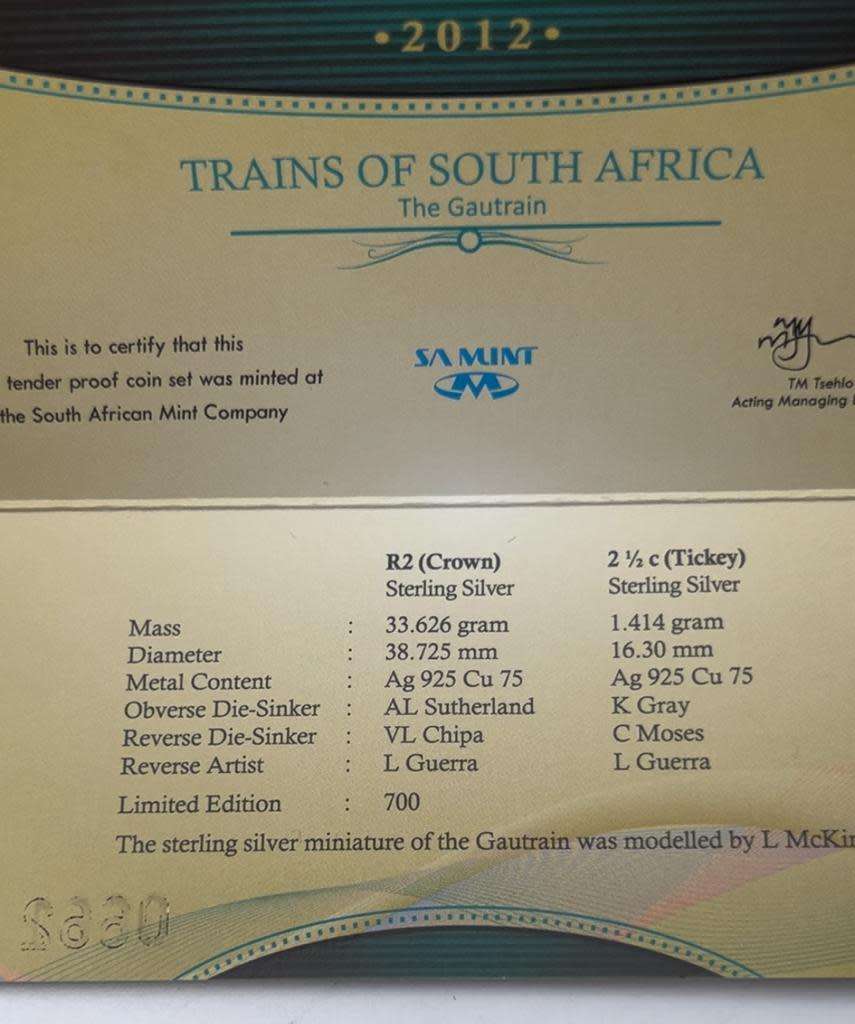 •2012•
TRAINS OF SOUTH AFRICA
The Gautrain
This is to certify that this
tender proof coin set was minted at
the South African Mint Company
SA MINT
TM Tsehlo
Acting Managing
R2 (Crown) 2 ½ c (Tickey)
Sterling Silver Sterling Silver
Mass : 33.626 gram 1.414 gram
Diameter : 38.725 mm 16.30 mm
Metal Content : Ag 925 Cu 75 Ag 925 Cu 75
Obverse Die-Sinker : AL Sutherland K Gray
Reverse Die-Sinker : VL Chipa C Moses
Reverse Artist : L Guerra L Guerra
Limited Edition : 700
The sterling silver miniature of the Gautrain was modelled by L McKin